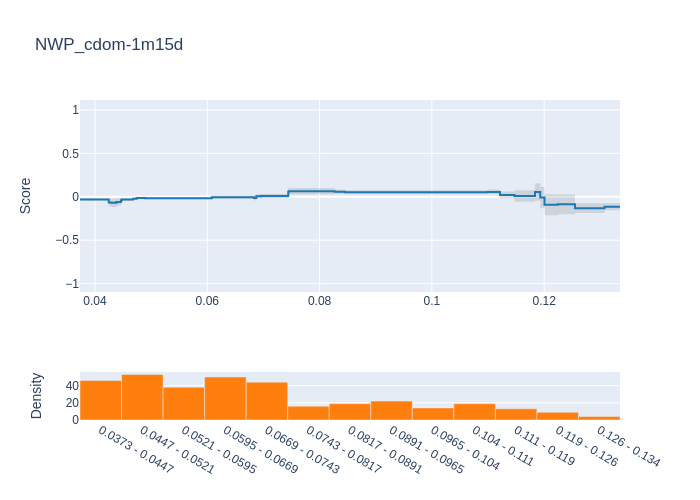 NWP_cdom-1m15d
Score
1
0.5
0
−0.5
−1
0.04
0.06
0.08
0.1
0.12
Density
40
20
0
0.0373 - 0.0447
0.0447 - 0.0521
0.0521 - 0.0595
0.0595 - 0.0669
0.0669 - 0.0743
0.0743 - 0.0817
0.0817 - 0.0891
0.0891 - 0.0965
0.0965 - 0.104
0.104 - 0.111
0.111 - 0.119
0.119 - 0.126
0.126 - 0.134